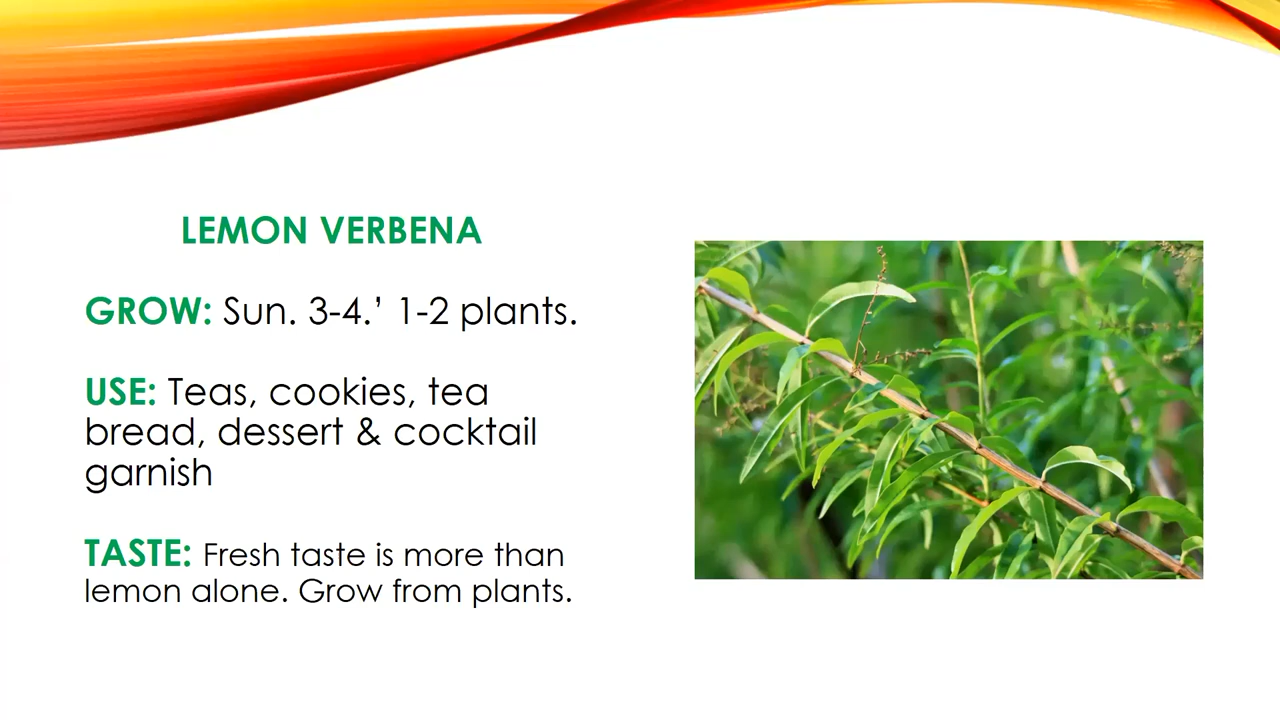 LEMON VERBENA
GROW: Sun. 3-4.’ 1-2 plants.
USE: Teas, cookies, tea
bread, dessert & cocktail
garnish
TASTE: Fresh taste is more than
lemon alone. Grow from plants.